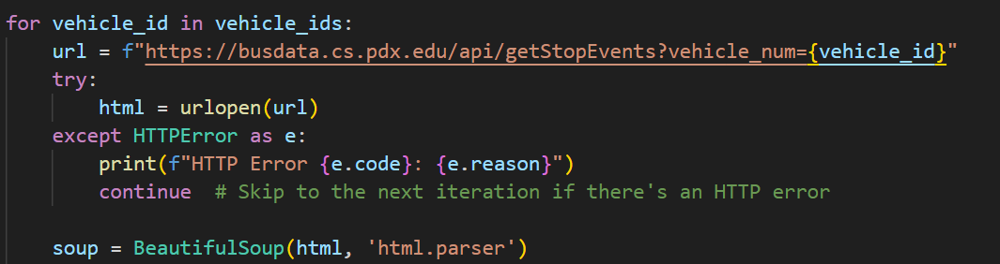 for vehicle_id in vehicle_ids:
    url = f"https://busdata.cs.pdx.edu/api/getStopEvents?vehicle_num={vehicle_id}"
    try:
        html = urlopen(url)
    except HTTPError as e:
        print(f"HTTP Error {e.code}: {e.reason}")
        continue  # Skip to the next iteration if there's an HTTP error

    soup = BeautifulSoup(html, 'html.parser')